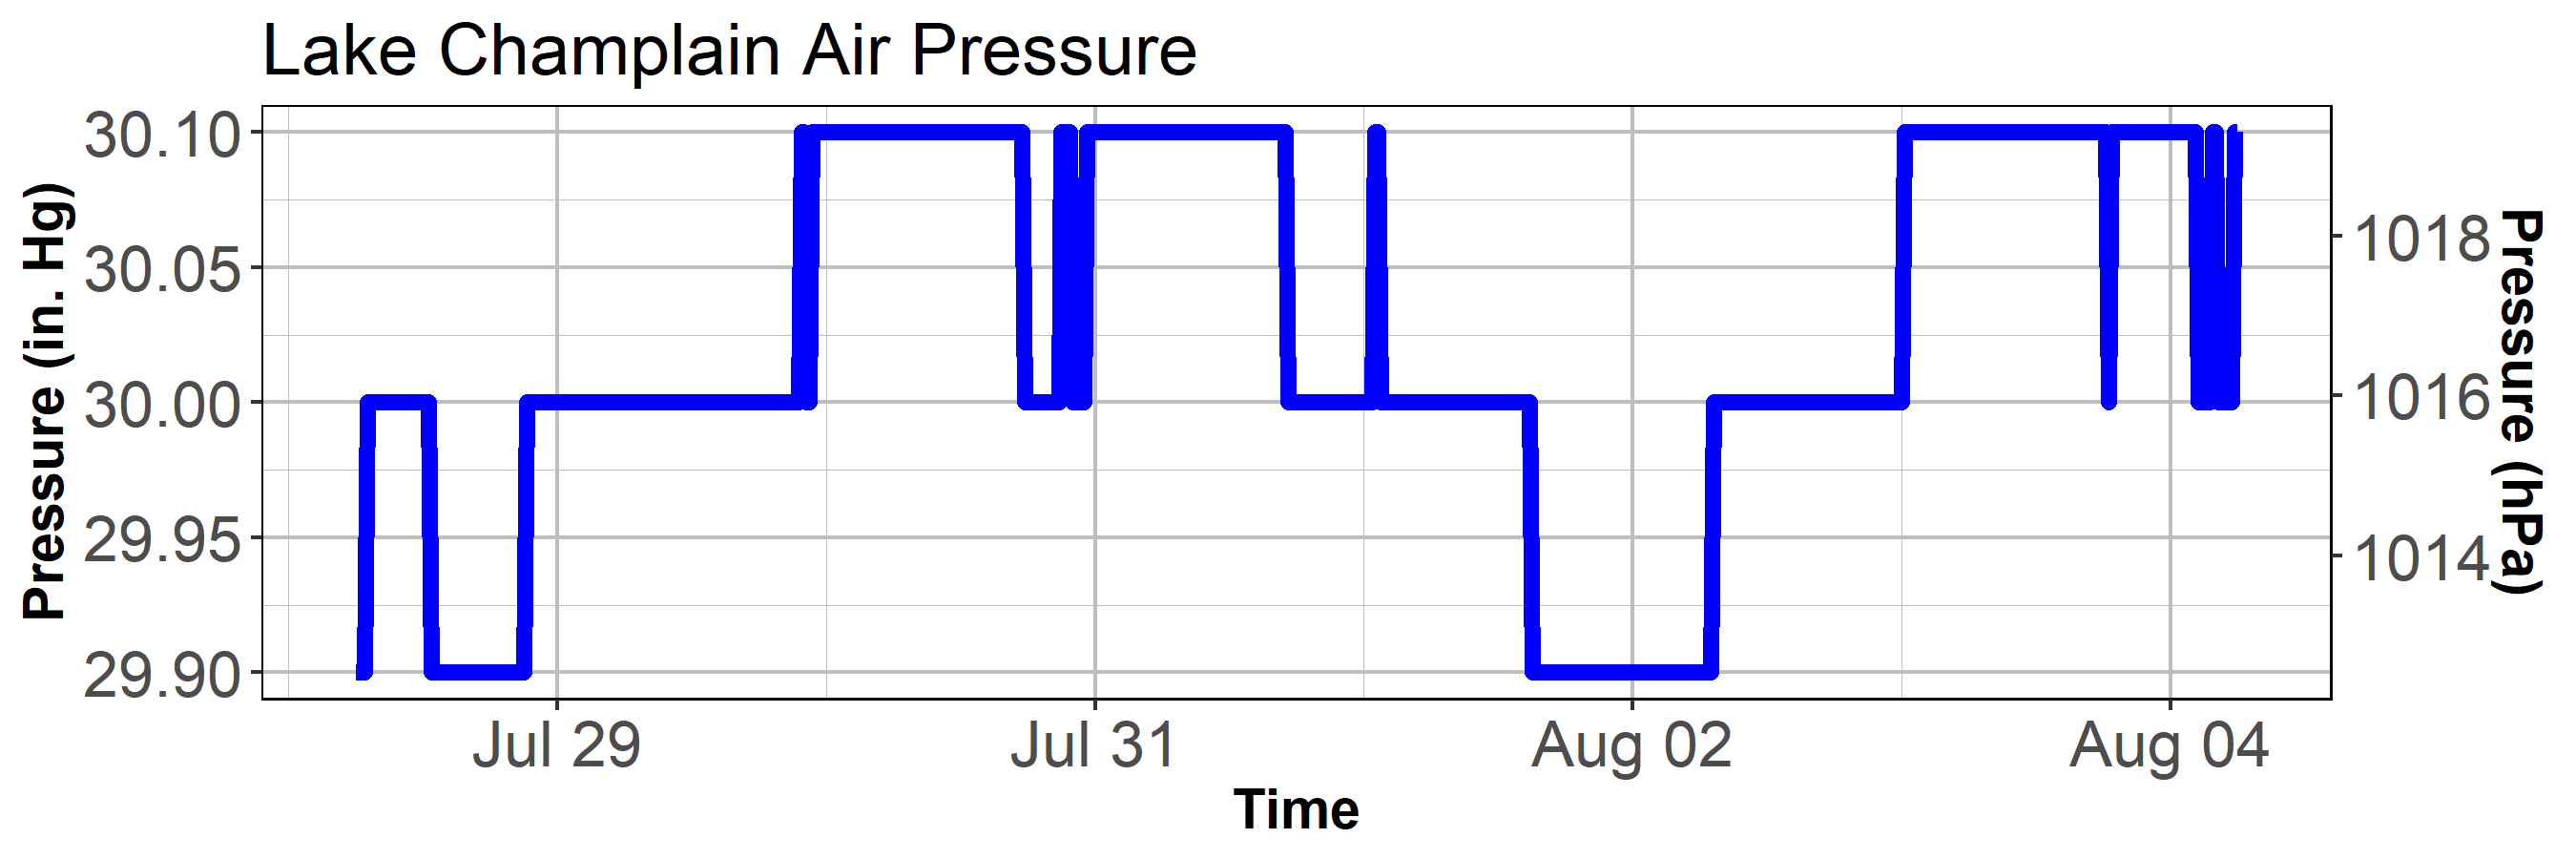 Lake Champlain Air Pressure
30.10
30.05
30.00
29.95
29.90
Pressure (in. Hg)
1018
1016
1014
Pressure (hPa)
Jul 29
Jul 31
Aug 02
Aug 04
Time